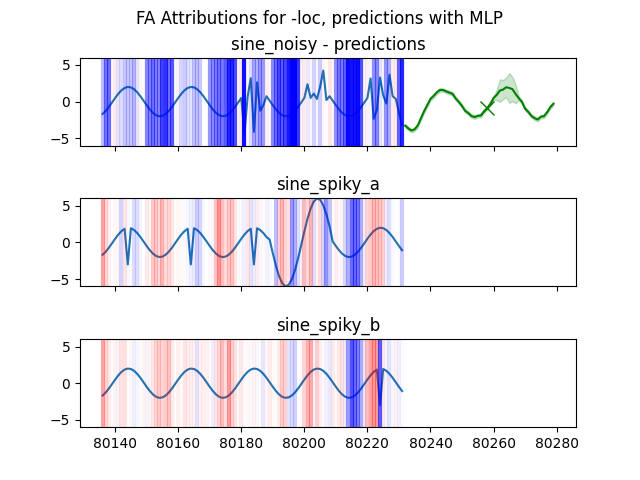 FA Attributions for -loc, predictions with MLP
sine_noisy - predictions
5
0
−5
sine_spiky_a
5
0
−5
sine_spiky_b
5
0
−5
80140 80160 80180 80200 80220 80240 80260 80280